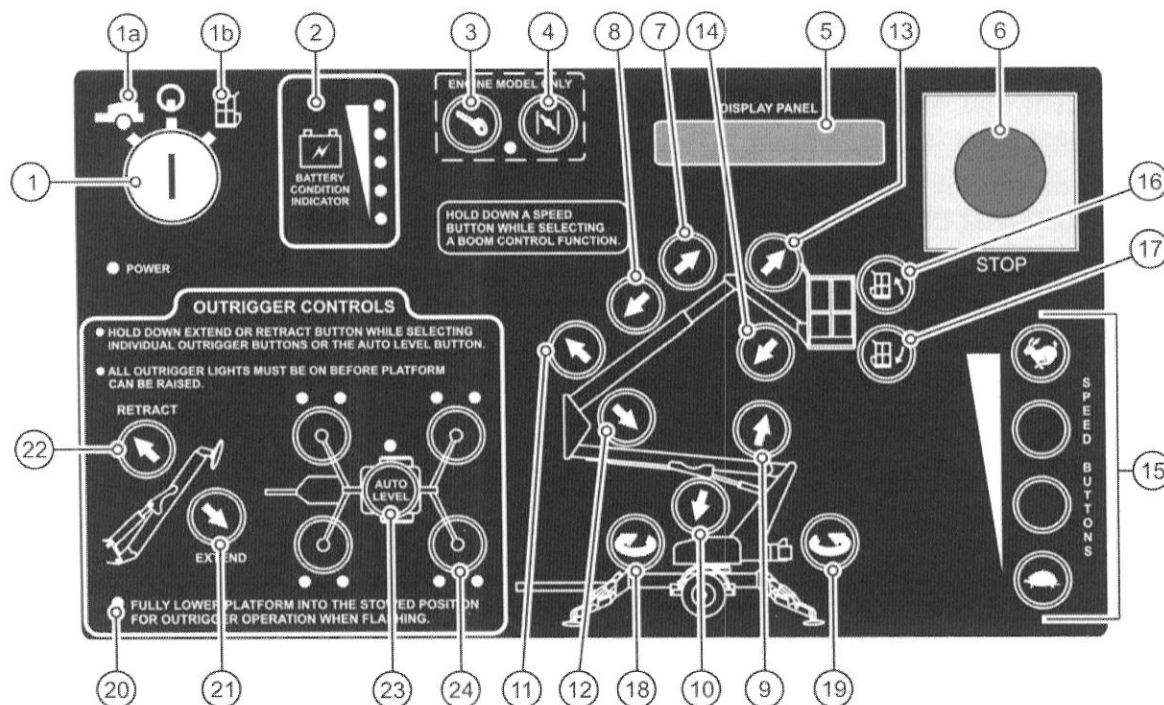 1a
1b
2
3
4
8
7
14
13
5
6
ENGINE MODEL ONLY
DISPLAY PANEL
1
BATTERY
CONDITION
INDICATOR
16
HOLD DOWN A SPEED
BUTTON WHILE SELECTING
A BOOM CONTROL FUNCTION.
STOP
17
POWER
OUTRIGGER CONTROLS
HOLD DOWN EXTEND OR RETRACT BUTTON WHILE SELECTING
INDIVIDUAL OUTRIGGER BUTTONS OR THE AUTO LEVEL BUTTON.
ALL OUTRIGGER LIGHTS MUST BE ON BEFORE PLATFORM
CAN BE RAISED.
RETRACT
22
AUTO
LEVEL
EXTEND
SPEED BUTTONS
15
FULLY LOWER PLATFORM INTO THE STOWED POSITION
FOR OUTRIGGER OPERATION WHEN FLASHING.
20
21
23
24
11
12
18
10
9
19